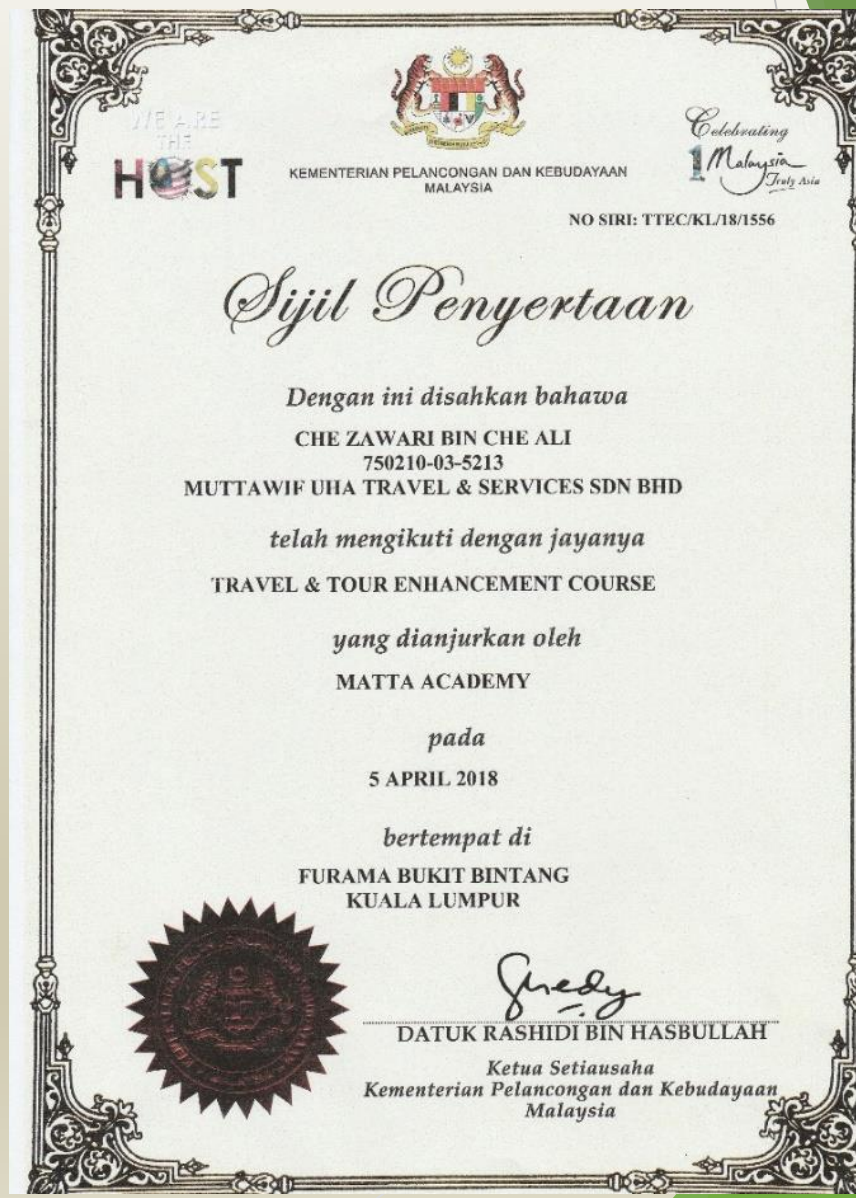 WE ARE
THE
HOST
KEMENTERIAN PELANCONGAN DAN KEBUDAYAAN
MALAYSIA
Celebrating
1Malaysia
Truly Asia
NO SIRI: TTEC/KL/18/1556
Sijil Penyertaan
Dengan ini disahkan bahawa
CHE ZAWARI BIN CHE ALI
750210-03-5213
MUTTAWIF UHA TRAVEL & SERVICES SDN BHD
telah mengikuti dengan jayanya
TRAVEL & TOUR ENHANCEMENT COURSE
yang dianjurkan oleh
MATTA ACADEMY
pada
5 APRIL 2018
bertempat di
FURAMA BUKIT BINTANG
KUALA LUMPUR
DATUK RASHIDI BIN HASBULLAH
Ketua Setiausaha
Kementerian Pelancongan dan Kebudayaan
Malaysia